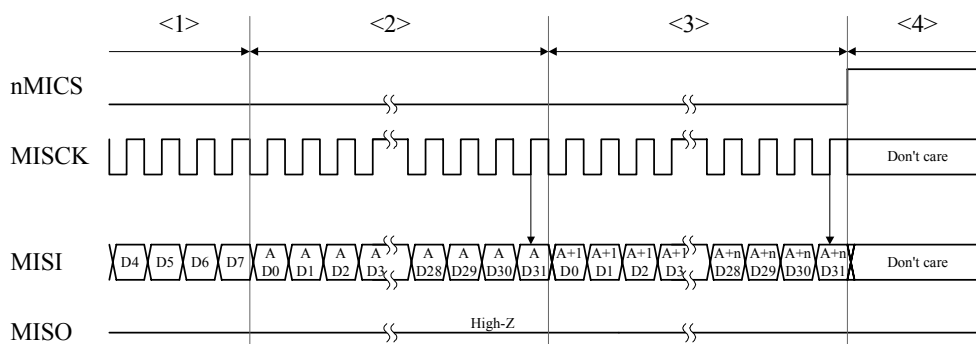 <1> <2> <3> <4>
nMICS
MISCK Don't care
MISI D4 D5 D6 D7 A D0 A D1 A D2 A D3 A D28 A D29 A D30 A D31 A+1 D0 A+1 D1 A+1 D2 A+1 D3 A+n D28 A+n D29 A+n D30 A+n D31 Don't care
MISO High-Z